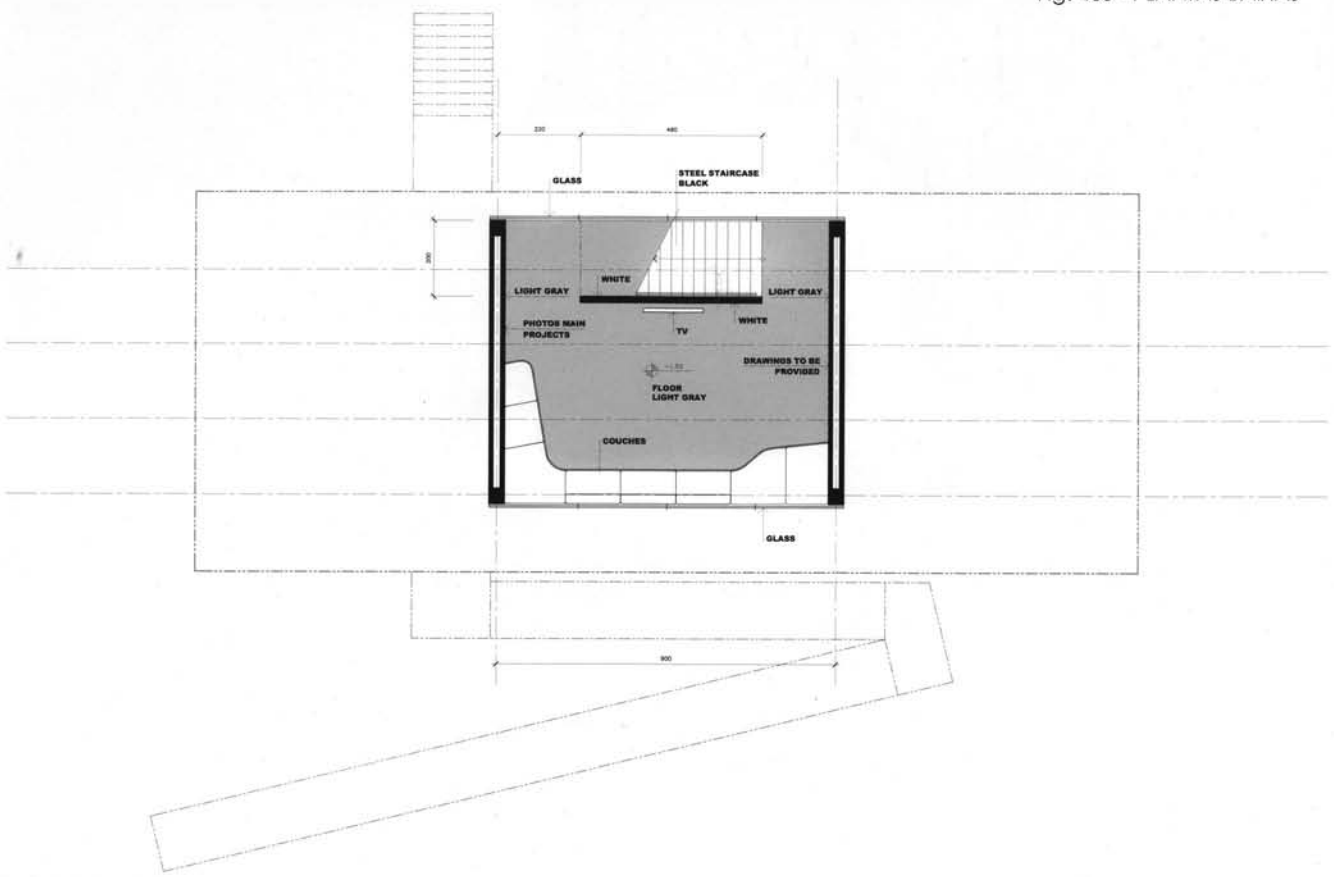 220
480
GLASS
STEEL STAIRCASE
BLACK
200
WHITE
LIGHT GRAY
LIGHT GRAY
WHITE
TV
PHOTOS MAIN
PROJECTS
DRAWINGS TO BE
PROVIDED
FLOOR
LIGHT GRAY
COUCHES
GLASS
900